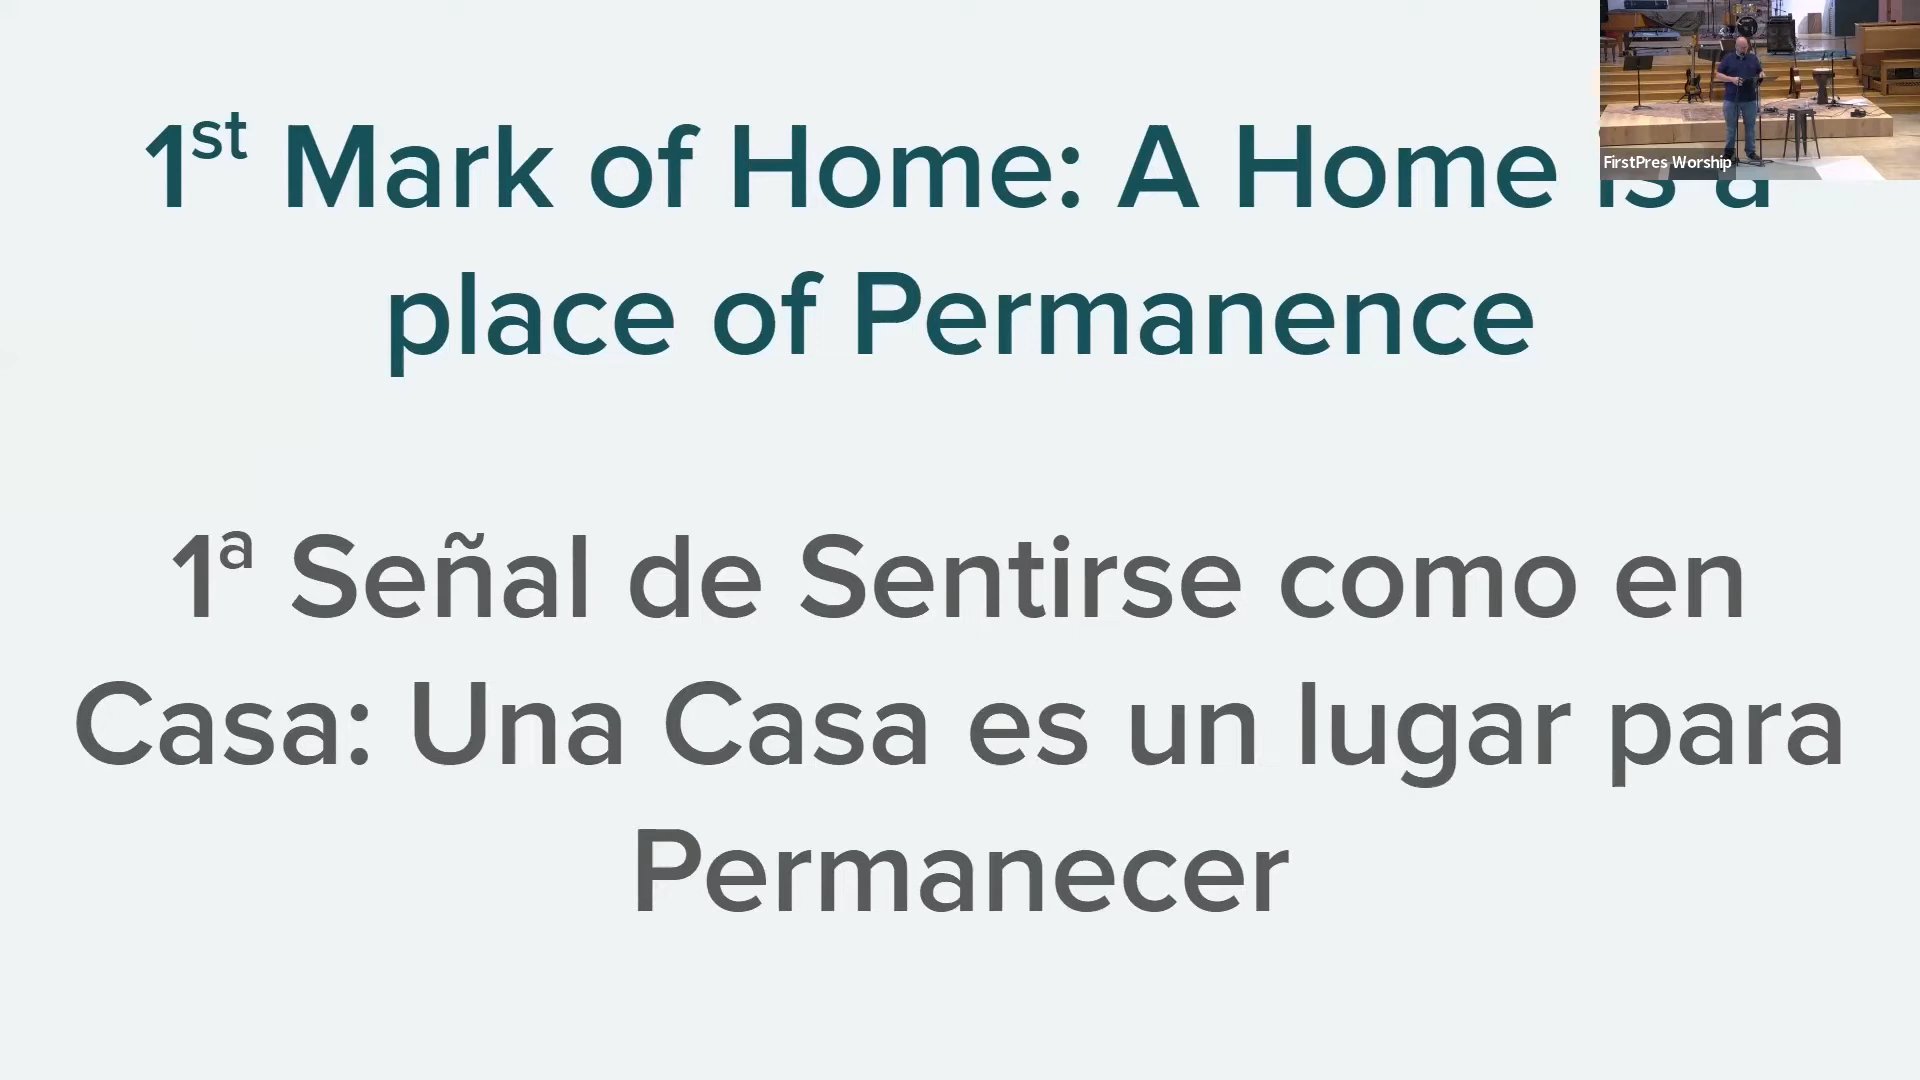 1st Mark of Home: A Home is a
place of Permanence
1ª Señal de Sentirse como en
Casa: Una Casa es un lugar para
Permanecer
FirstPres Worship